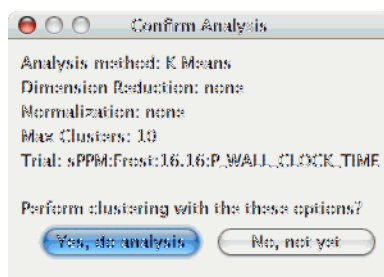 Confirm Analysis
Analysis method: K Means
Dimension Reduction: none
Normalization: none
Max Clusters: 10
Trial: sPPM:Frost:16.16:P_WALL_CLOCK_TIME
Perform clustering with the these options?
Yes, do analysis
No, not yet